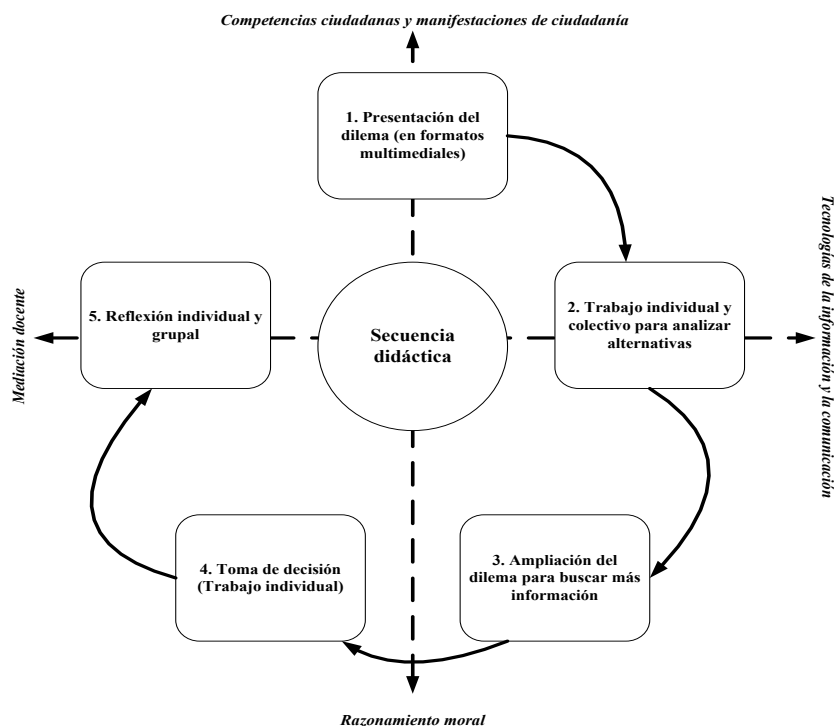 Competencias ciudadanas y manifestaciones de ciudadanía
1. Presentación del
dilema (en formatos
multimediales)
2. Trabajo individual y
colectivo para analizar
alternativas
3. Ampliación del
dilema para buscar más
información
4. Toma de decisión
(Trabajo individual)
5. Reflexión individual y
grupal
Secuencia
didáctica
Mediación docente
Tecnologías de la información y la comunicación
Razonamiento moral